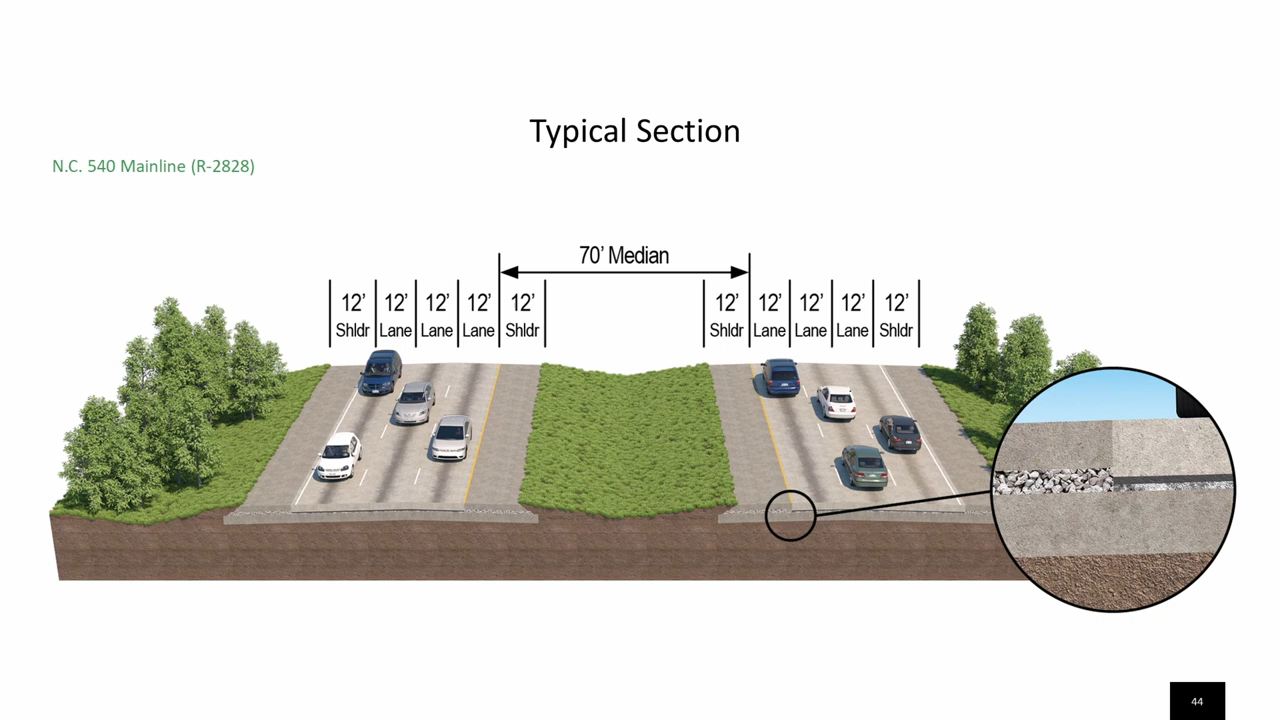 Typical Section
N.C. 540 Mainline (R-2828)
70’ Median
12’ 12’ 12’ 12’ 12’ 12’ 12’ 12’ 12’ 12’
Shldr Lane Lane Lane Shldr Shldr Lane Lane Lane Shldr
44